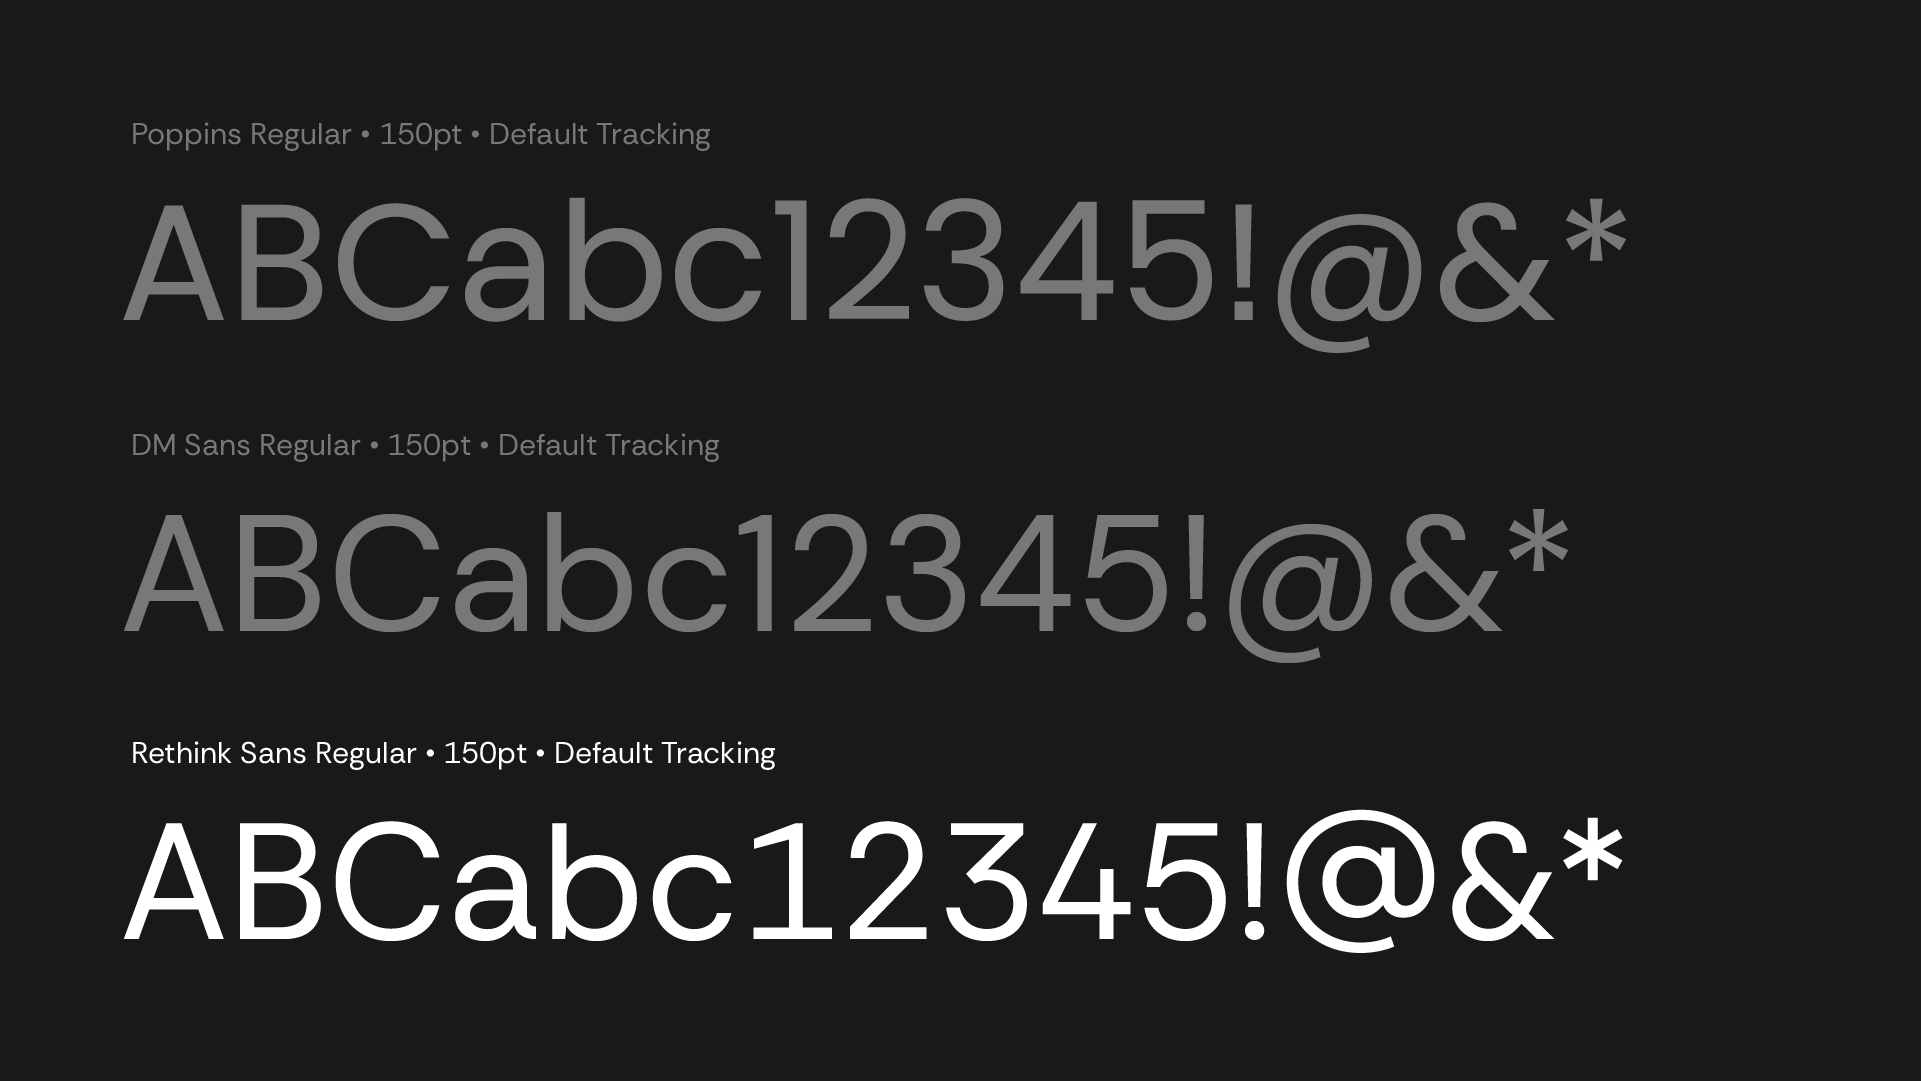 Poppins Regular • 150pt • Default Tracking
ABCabc12345!@&*
DM Sans Regular • 150pt • Default Tracking
ABCabc12345!@&*
Rethink Sans Regular • 150pt • Default Tracking
ABCabc12345!@&*